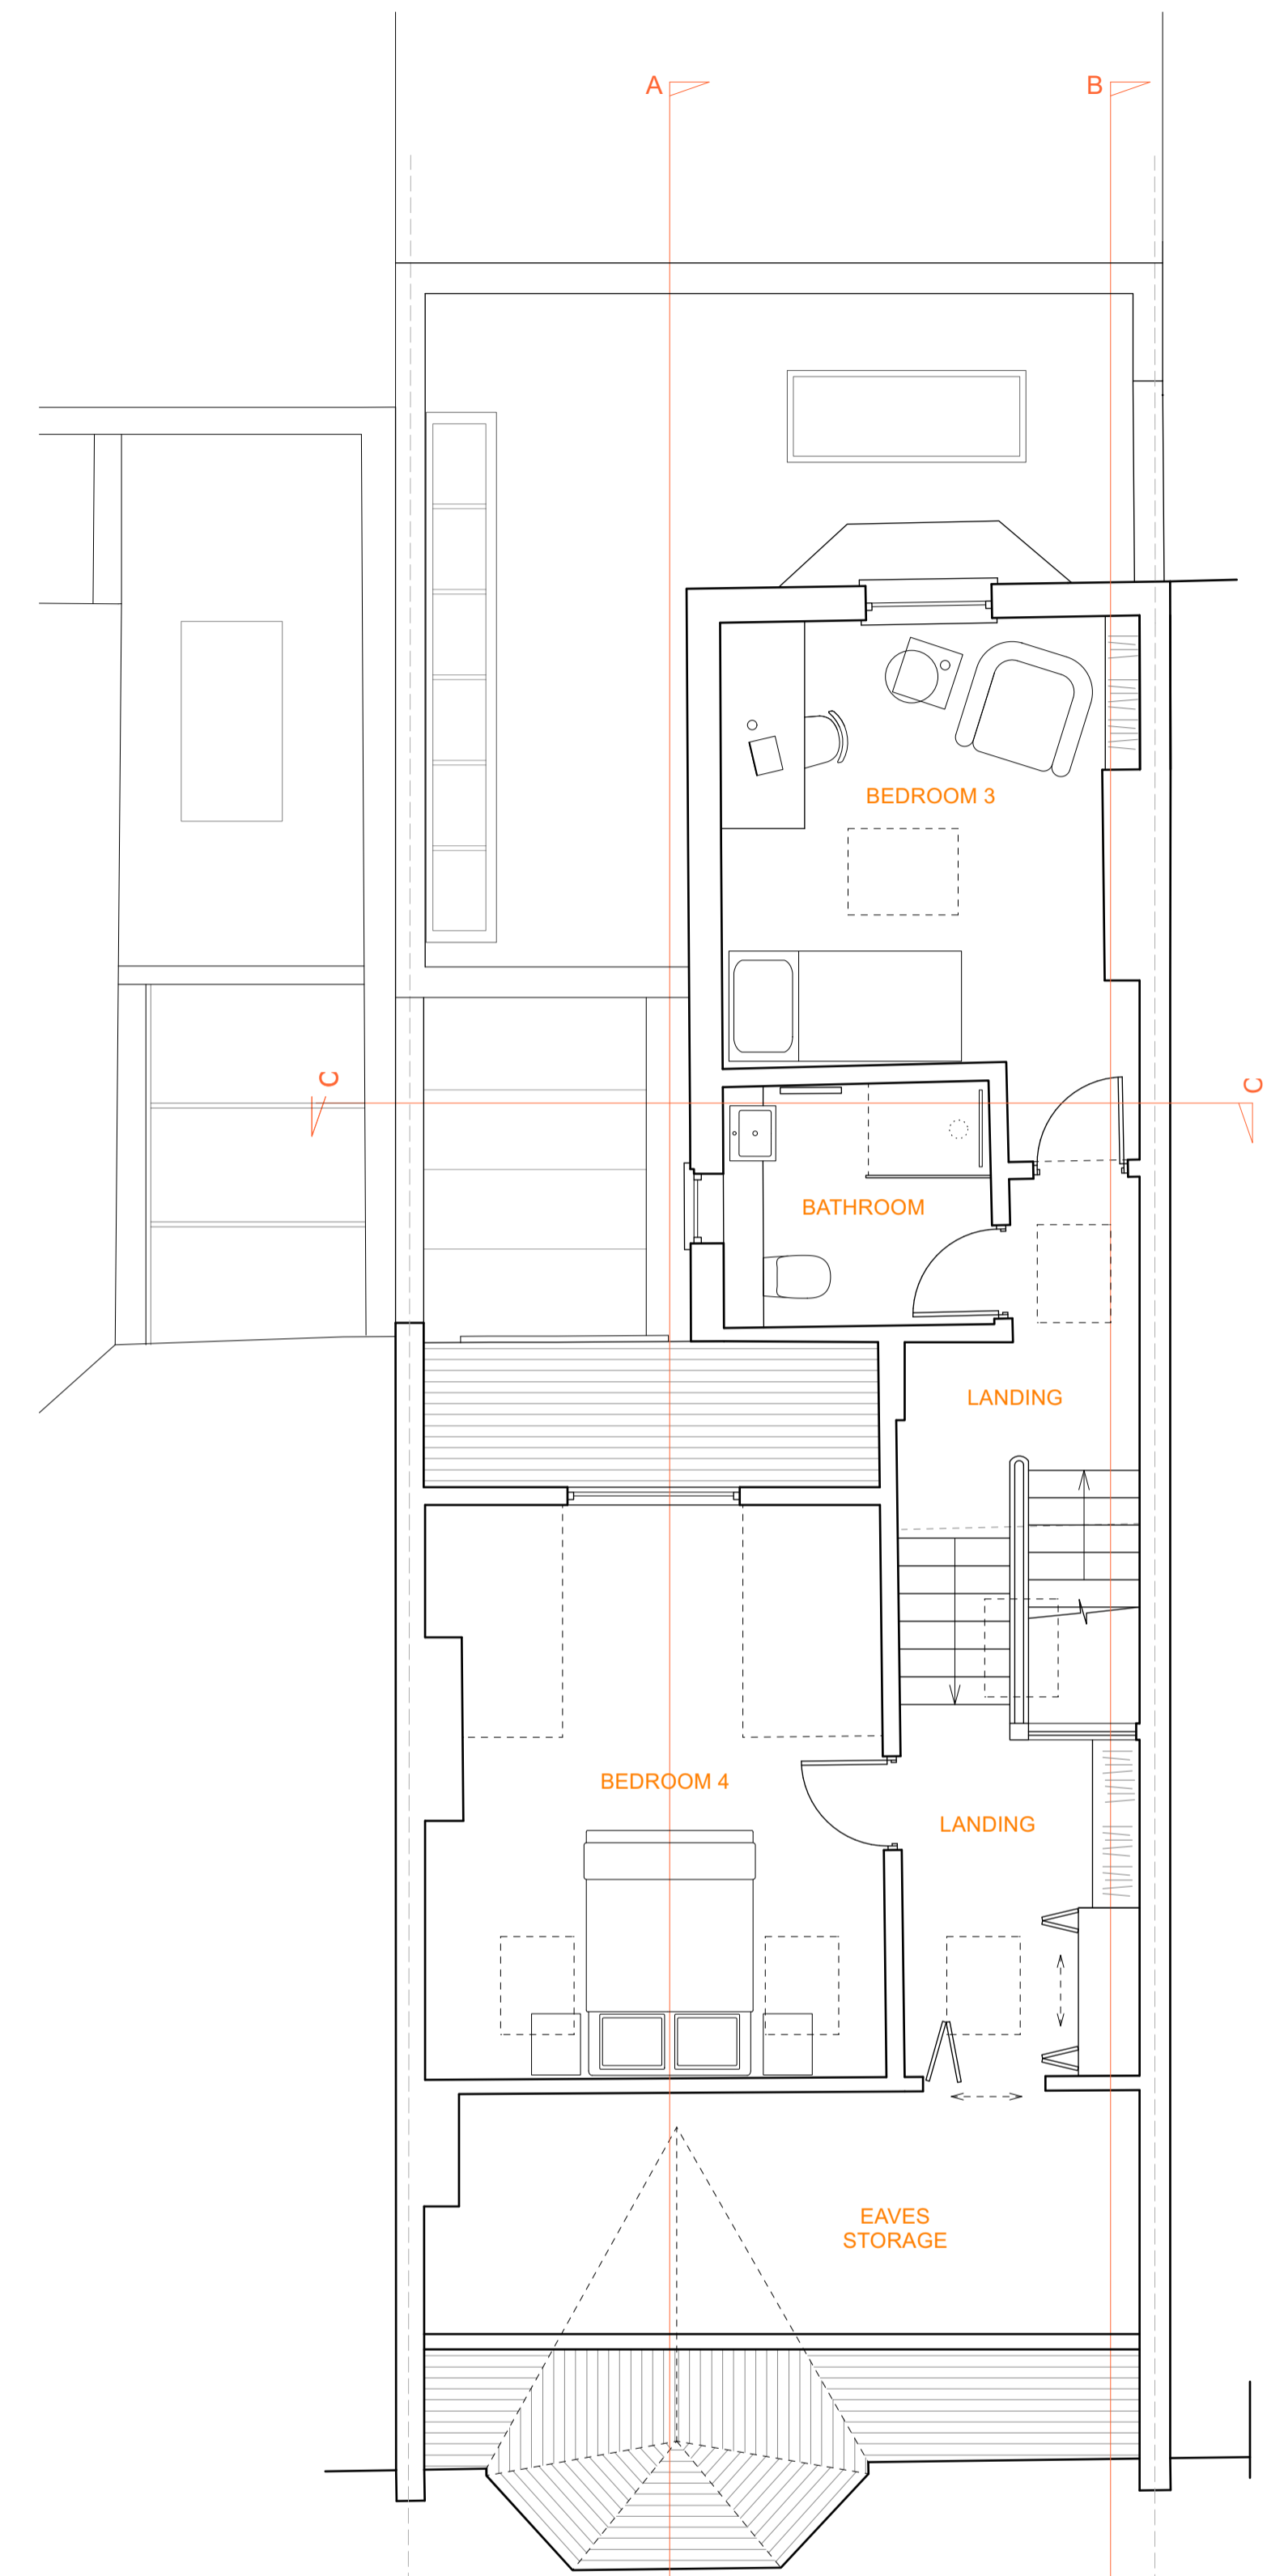 A
B
BEDROOM 3
C
C
BATHROOM
LANDING
BEDROOM 4
LANDING
EAVES
STORAGE